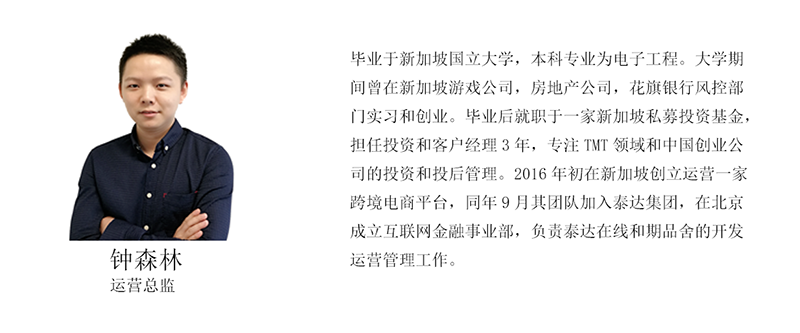 毕业于新加坡国立大学，本科专业为电子工程。大学期
间曾在新加坡游戏公司，房地产公司，花旗银行风控部
门实习和创业。毕业后就职于一家新加坡私募投资基金，
担任投资和客户经理 3 年，专注 TMT 领域和中国创业公
司的投资和投后管理。2016 年初在新加坡创立运营一家
跨境电商平台，同年 9 月其团队加入泰达集团，在北京
成立互联网金融事业部，负责泰达在线和期品舍的开发
运营管理工作。
钟森林
运营总监